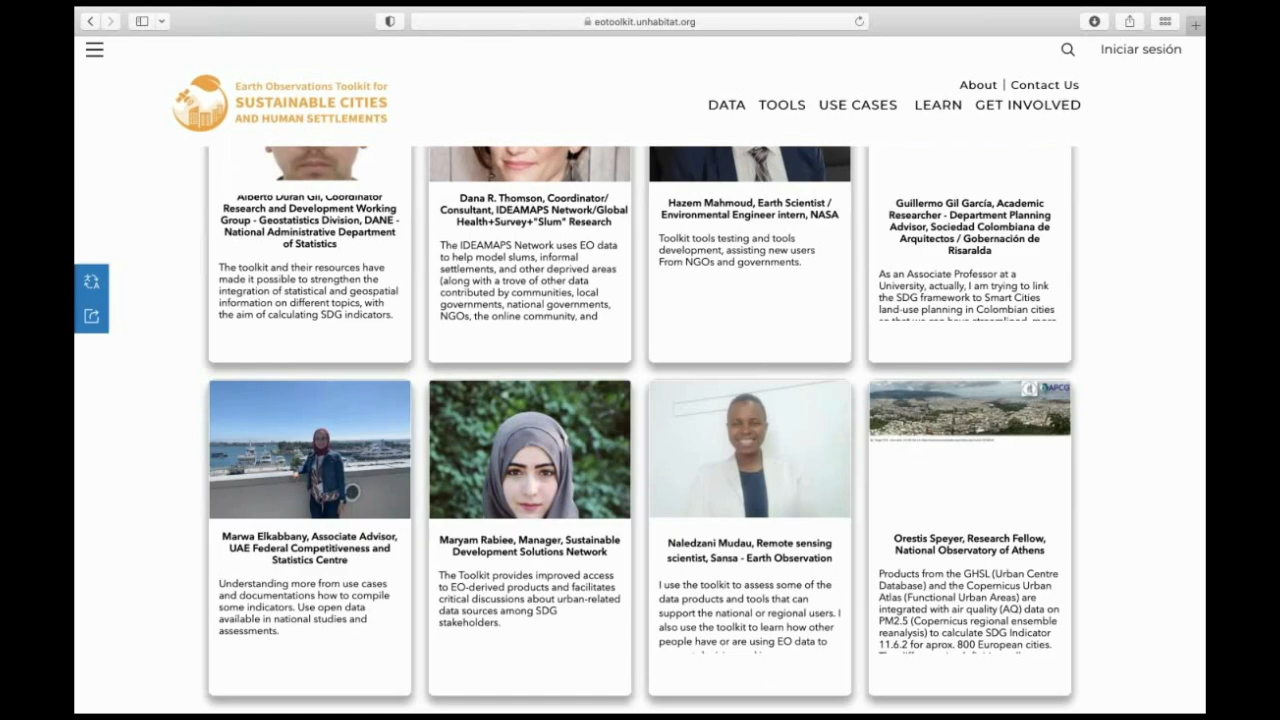 eotoolkit.unhabitat.org
Iniciar sesión
Earth Observations Toolkit for
SUSTAINABLE CITIES
AND HUMAN SETTLEMENTS
About | Contact Us
DATA TOOLS USE CASES LEARN GET INVOLVED
Alberto Duran Gil, Coordinator
Research and Development Working
Group - Geostatistics Division, DANE -
National Administrative Department
of Statistics
The toolkit and their resources have
made it possible to strengthen the
integration of statistical and geospatial
information on different topics, with
the aim of calculating SDG indicators.
Dana R. Thomson, Coordinator/
Consultant, IDEAMAPS Network/Global
Health+Survey+"Slum" Research
The IDEAMAPS Network uses EO data
to help model slums, informal
settlements, and other deprived areas
(along with a trove of other data
contributed by communities, local
governments, national governments,
NGOs, the online community, and
Hazem Mahmoud, Earth Scientist /
Environmental Engineer intern, NASA
Toolkit tools testing and tools
development, assisting new users
From NGOs and governments.
Guillermo Gil García, Academic
Researcher - Department Planning
Advisor, Sociedad Colombiana de
Arquitectos / Gobernación de
Risaralda
As an Associate Professor at a
University, actually, I am trying to link
the SDG framework to Smart Cities
land-use planning in Colombian cities
so that we can have streamlined, more
Marwa Elkabbany, Associate Advisor,
UAE Federal Competitiveness and
Statistics Centre
Understanding more from use cases
and documentations how to compile
some indicators. Use open data
available in national studies and
assessments.
Maryam Rabiee, Manager, Sustainable
Development Solutions Network
The Toolkit provides improved access
to EO-derived products and facilitates
critical discussions about urban-related
data sources among SDG
stakeholders.
Naledzani Mudau, Remote sensing
scientist, Sansa - Earth Observation
I use the toolkit to assess some of the
data products and tools that can
support the national or regional users. I
also use the toolkit to learn how other
people have or are using EO data to
APCG
Orestis Speyer, Research Fellow,
National Observatory of Athens
Products from the GHSL (Urban Centre
Database) and the Copernicus Urban
Atlas (Functional Urban Areas) are
integrated with air quality (AQ) data on
PM2.5 (Copernicus regional ensemble
reanalysis) to calculate SDG Indicator
11.6.2 for aprox. 800 European cities.